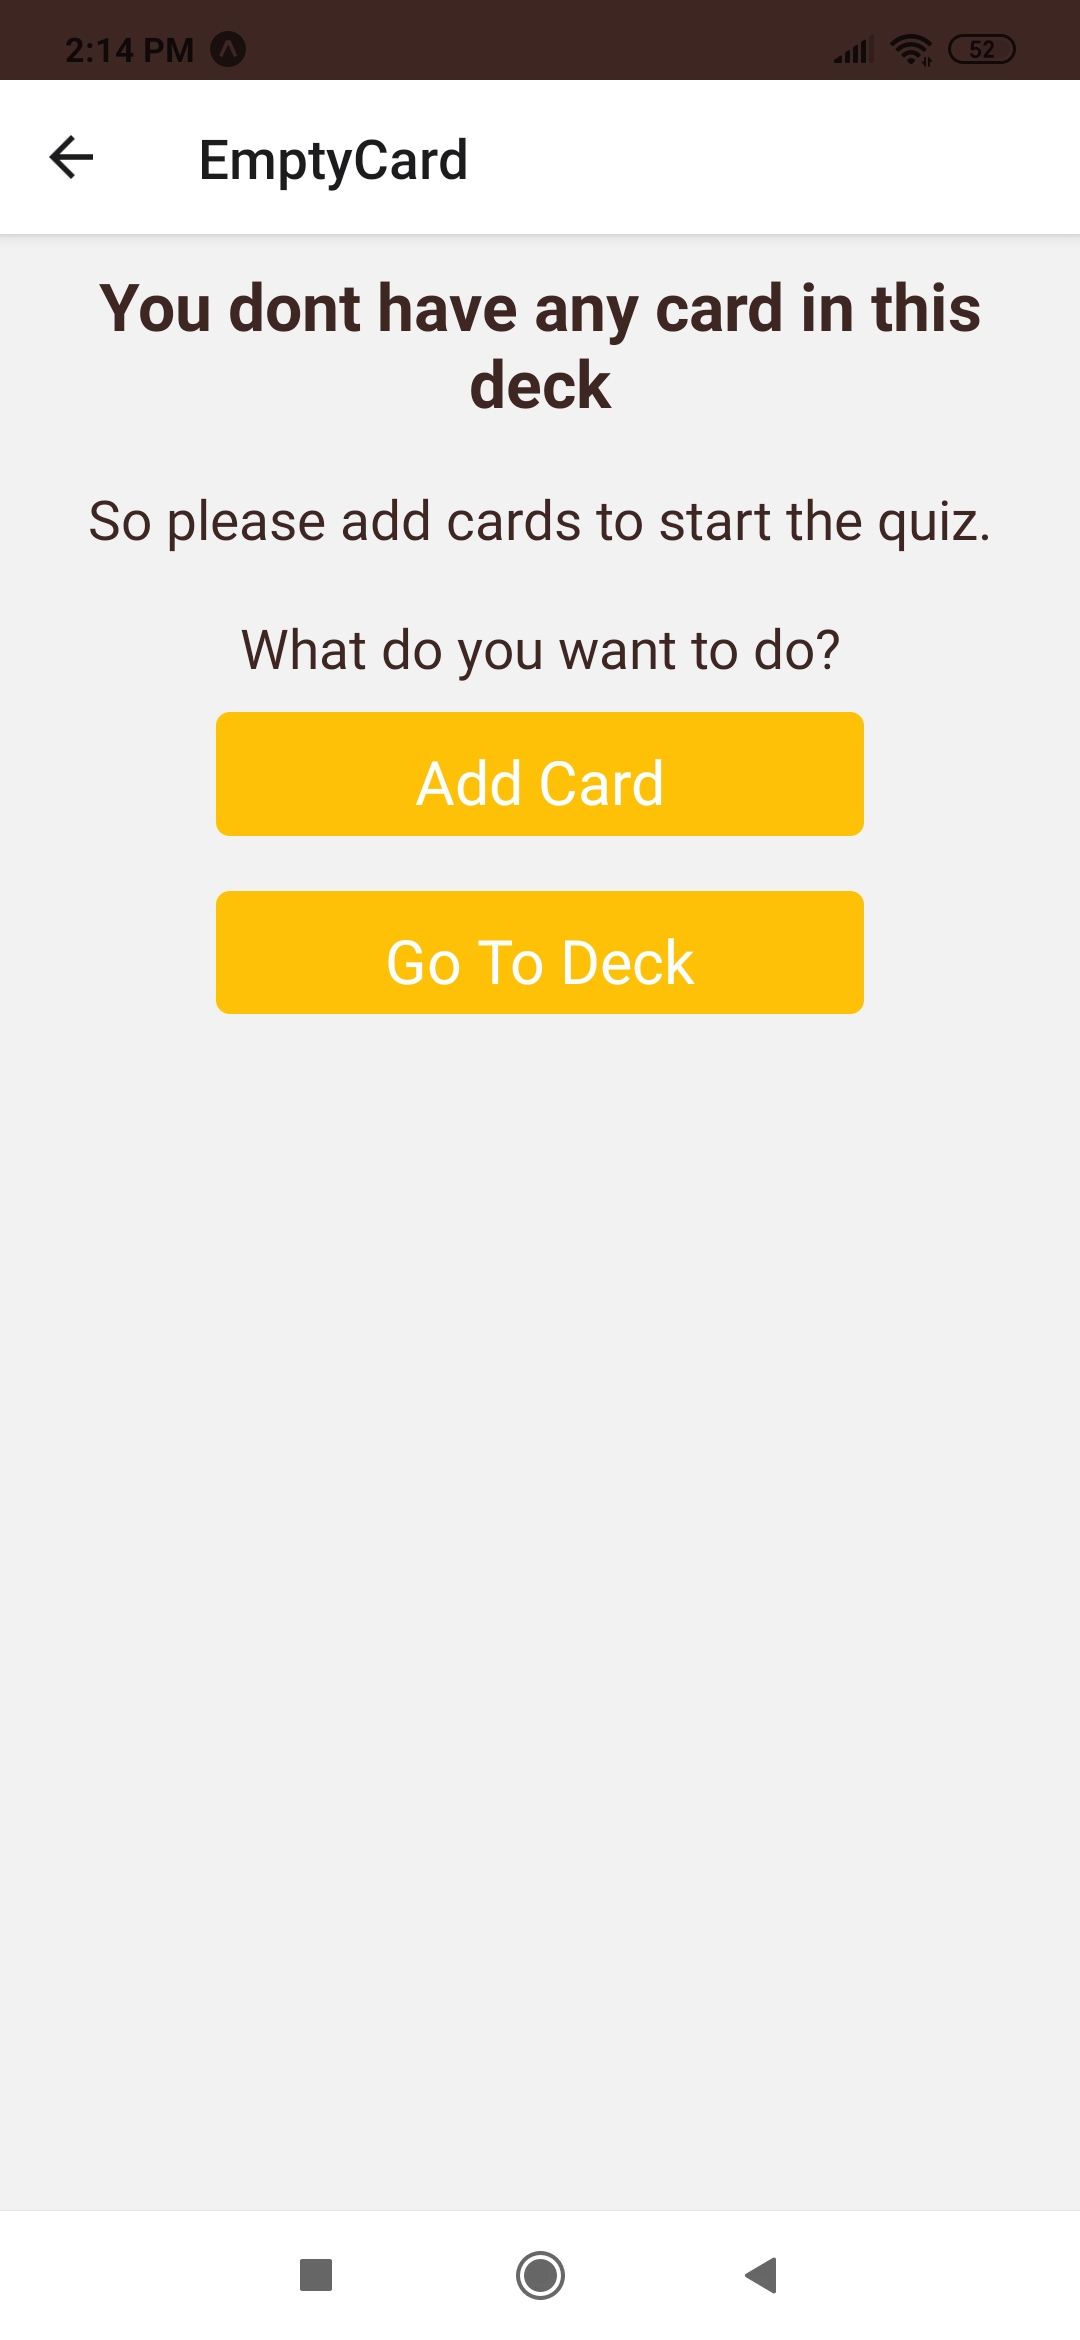 2:14 PM
52
EmptyCard
You dont have any card in this
deck
So please add cards to start the quiz.
What do you want to do?
Add Card
Go To Deck